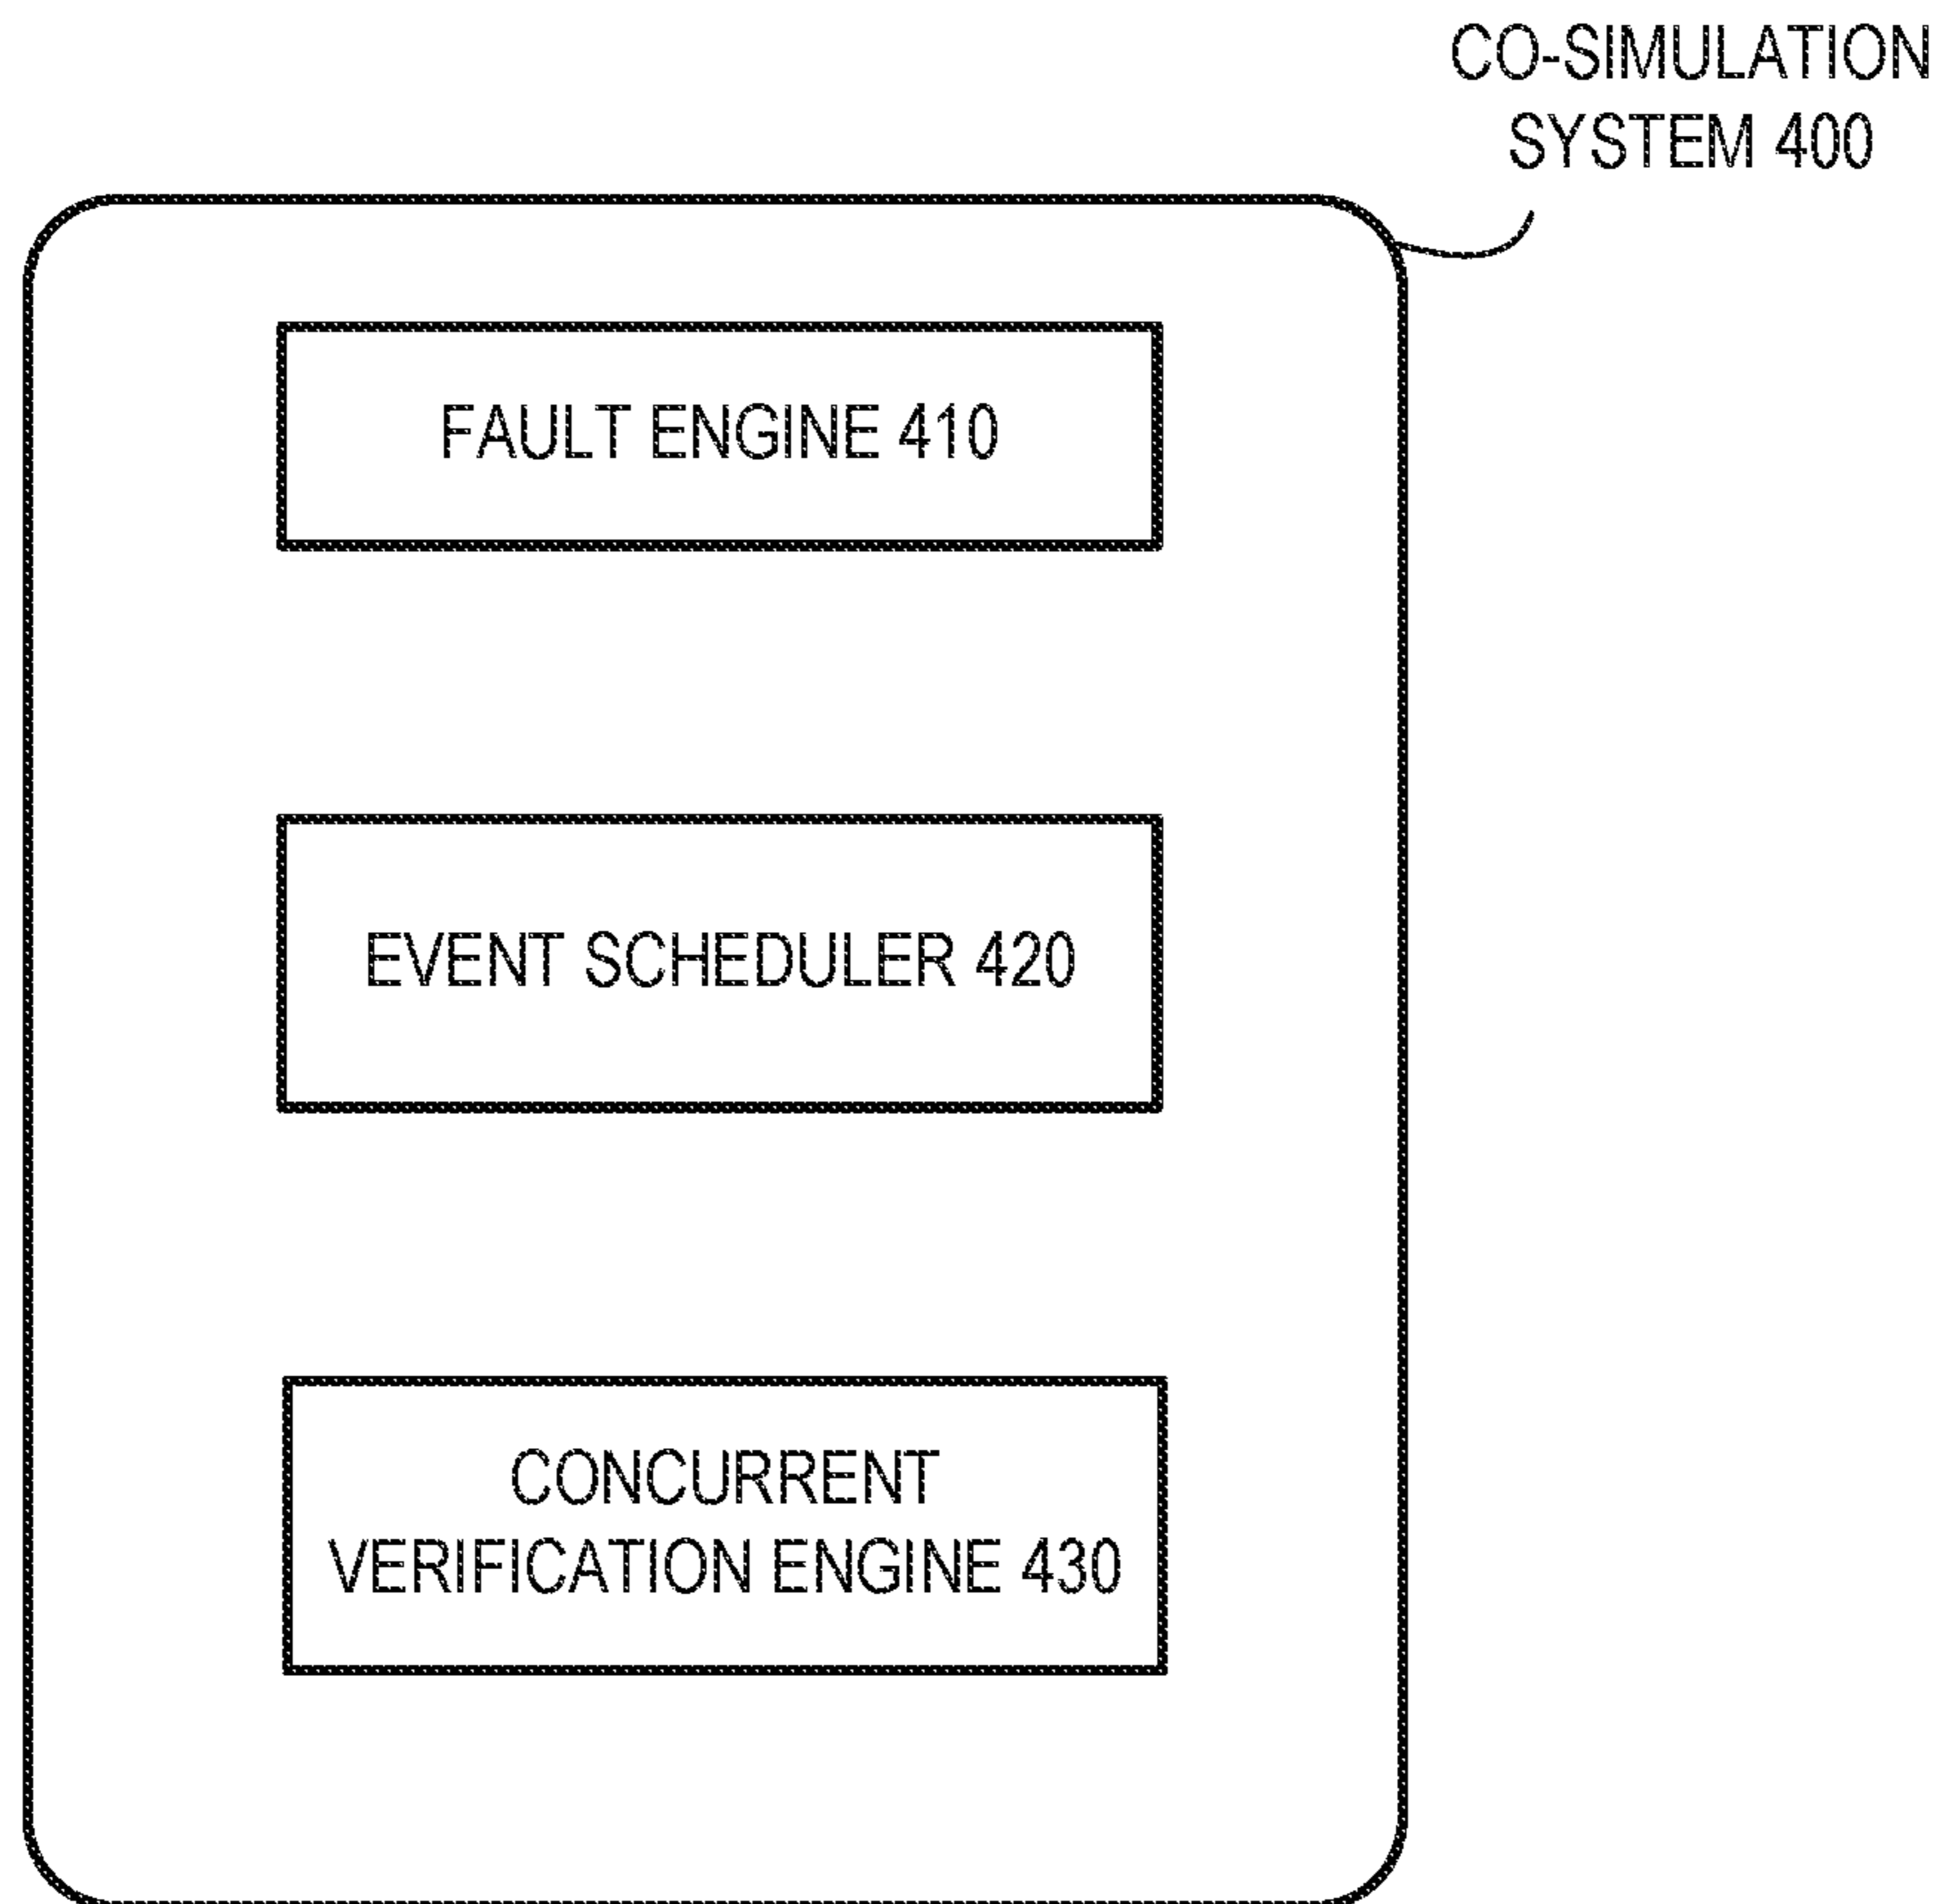 CO-SIMULATION
SYSTEM 400
FAULT ENGINE 410
EVENT SCHEDULER 420
CONCURRENT
VERIFICATION ENGINE 430